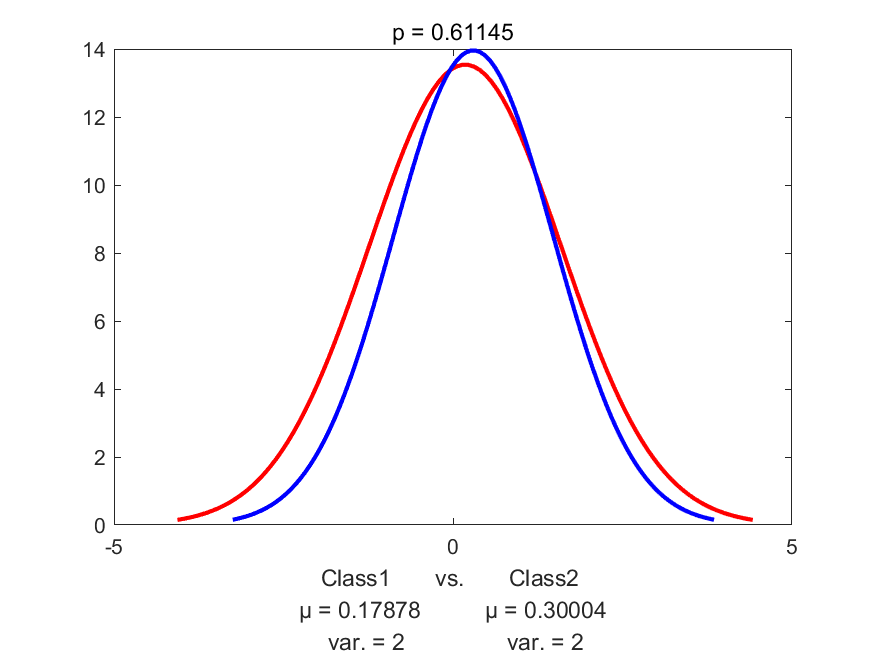 p = 0.61145
14
12
10
8
6
4
2
0
-5 0 5
Class1 vs. Class2
μ = 0.17878 μ = 0.30004
var. = 2 var. = 2